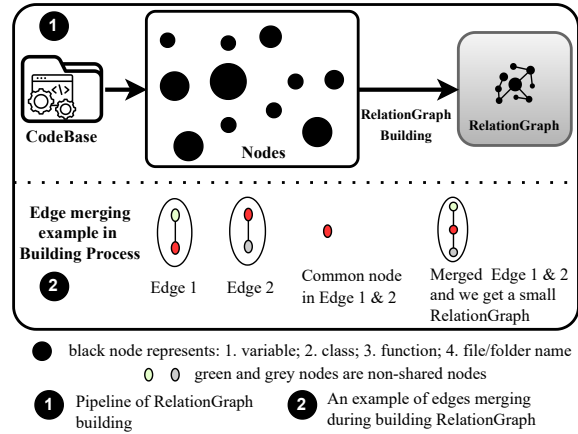 1
CodeBase
Nodes
RelationGraph
Building
RelationGraph
Edge merging
example in
Building Process
2
Edge 1
Edge 2
Common node
in Edge 1 & 2
Merged Edge 1 & 2
and we get a small
RelationGraph
black node represents: 1. variable; 2. class; 3. function; 4. file/folder name
green and grey nodes are non-shared nodes
1 Pipeline of RelationGraph
building
2 An example of edges merging
during building RelationGraph